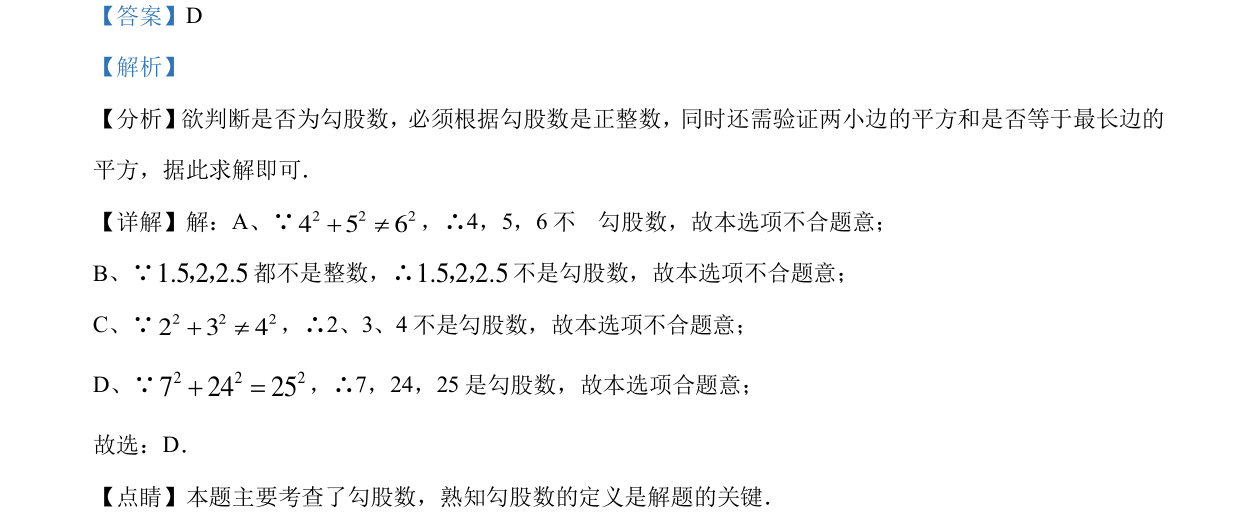 【答案】D
【解析】
【分析】欲判断是否为勾股数，必须根据勾股数是正整数，同时还需验证两小边的平方和是否等于最长边的
平方，据此求解即可．
【详解】解：A、∵4²+5²≠6²，∴4，5，6 不 勾股数，故本选项不合题意；
B、∵1.5,2,2.5都不是整数，∴1.5,2,2.5不是勾股数，故本选项不合题意；
C、∵2²+3²≠4²，∴2、3、4 不是勾股数，故本选项不合题意；
D、∵7²+24²=25²，∴7，24，25 是勾股数，故本选项合题意；
故选：D．
【点睛】本题主要考查了勾股数，熟知勾股数的定义是解题的关键．